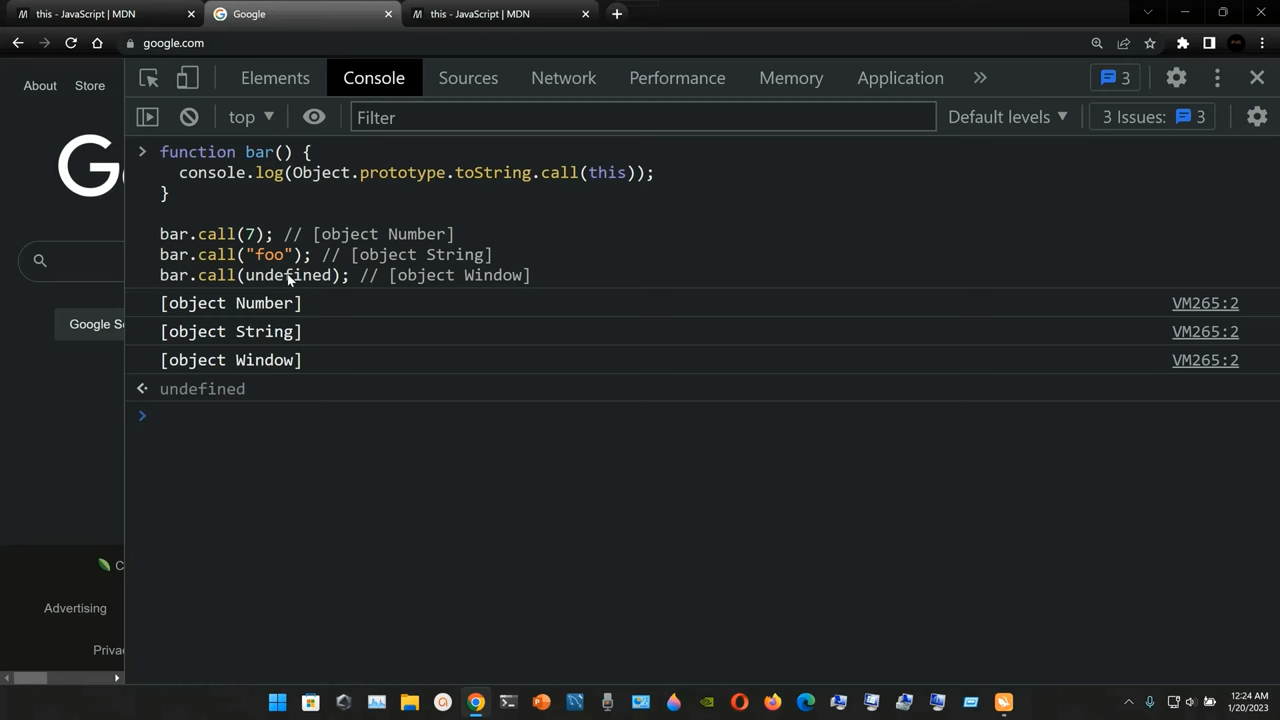 this - JavaScript | MDN
Google
this - JavaScript | MDN
google.com
About Store
Elements Console Sources Network Performance Memory Application 3
top Filter Default levels 3 Issues: 3
G
function bar() {
console.log(Object.prototype.toString.call(this));
}
bar.call(7); // [object Number]
bar.call("foo"); // [object String]
bar.call(undefined); // [object Window]
[object Number] VM265:2
Google Se
[object String] VM265:2
[object Window] VM265:2
undefined
C
Advertising
Priva
12:24 AM
1/20/2023